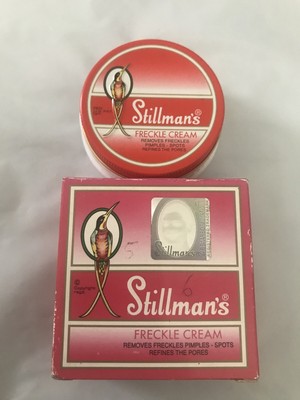 Stillman's
FRECKLE CREAM
REMOVES FRECKLES
PIMPLES - SPOTS
REFINES THE PORES
Stillman's
6
Stillman's
FRECKLE CREAM
REMOVES FRECKLES PIMPLES - SPOTS
REFINES THE PORES